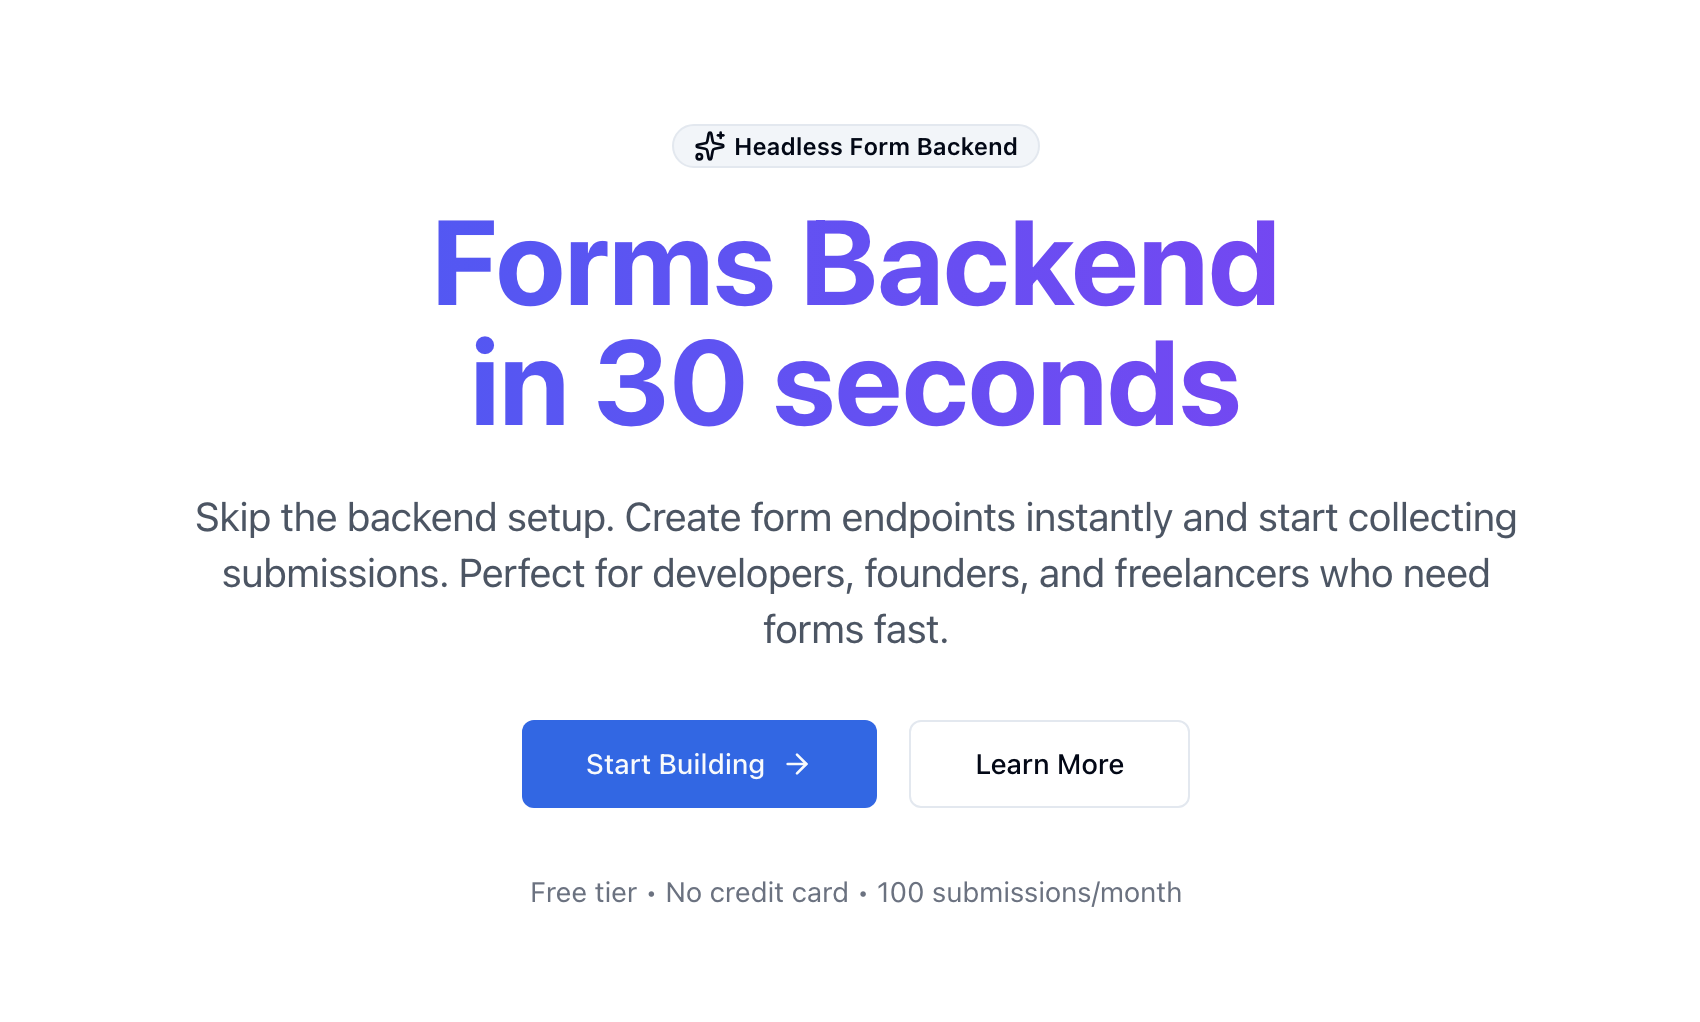 Headless Form Backend
Forms Backend
in 30 seconds
Skip the backend setup. Create form endpoints instantly and start collecting
submissions. Perfect for developers, founders, and freelancers who need
forms fast.
Start Building →
Learn More
Free tier • No credit card • 100 submissions/month